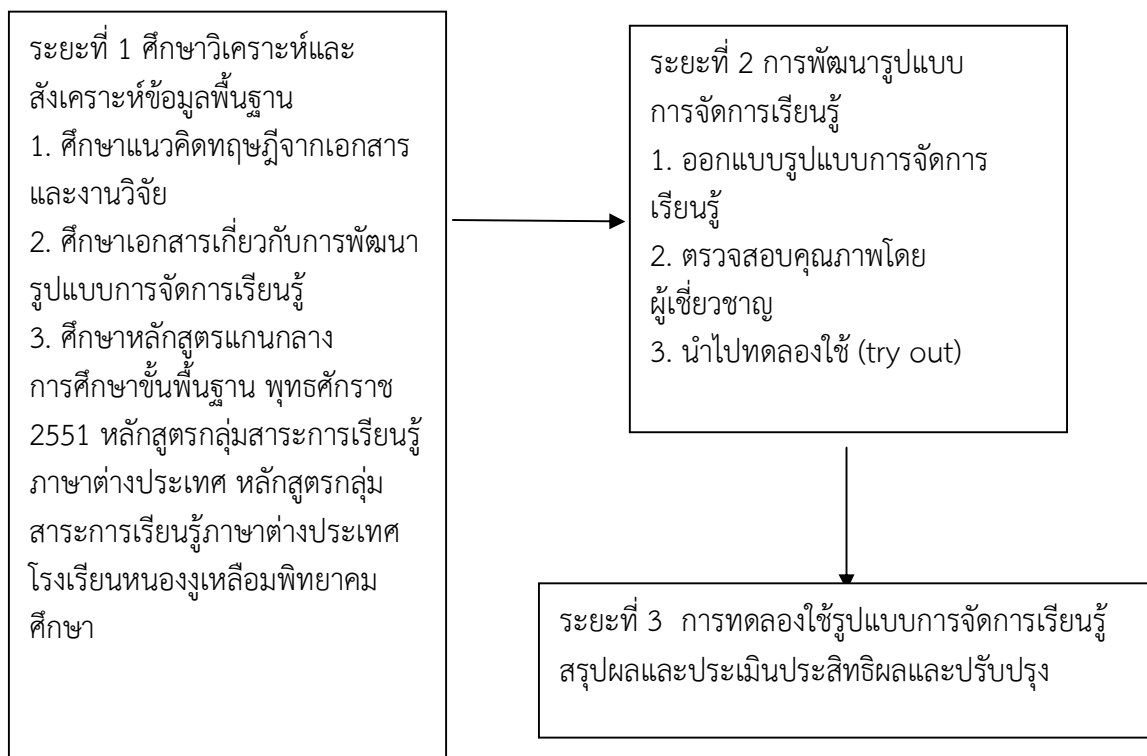 ระยะที่ 1 ศึกษาวิเคราะห์และ
สังเคราะห์ข้อมูลพื้นฐาน
1. ศึกษาแนวคิดทฤษฎีจากเอกสาร
และงานวิจัย
2. ศึกษาเอกสารเกี่ยวกับการพัฒนา
รูปแบบการจัดการเรียนรู้
3. ศึกษาหลักสูตรแกนกลาง
การศึกษาขั้นพื้นฐาน พุทธศักราช
2551 หลักสูตรกลุ่มสาระการเรียนรู้
ภาษาต่างประเทศ หลักสูตรกลุ่ม
สาระการเรียนรู้ภาษาต่างประเทศ
โรงเรียนหนองงูเหลือมพิทยาคม
ศึกษา
ระยะที่ 2 การพัฒนารูปแบบ
การจัดการเรียนรู้
1. ออกแบบรูปแบบการจัดการ
เรียนรู้
2. ตรวจสอบคุณภาพโดย
ผู้เชี่ยวชาญ
3. นำไปทดลองใช้ (try out)
ระยะที่ 3 การทดลองใช้รูปแบบการจัดการเรียนรู้
สรุปผลและประเมินประสิทธิผลและปรับปรุง